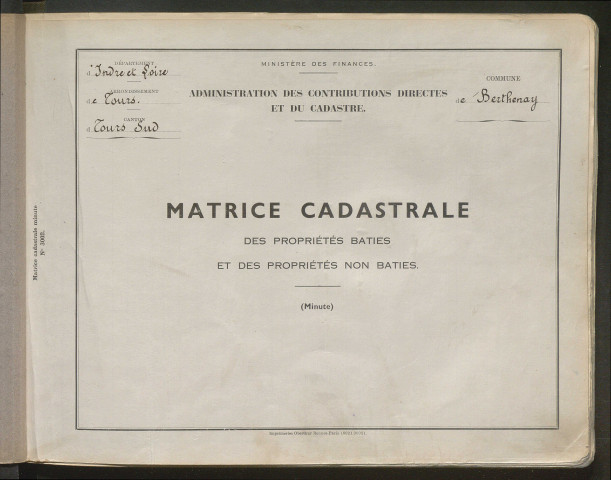 DÉPARTEMENT
d'Indre et Loire
ARRONDISSEMENT
de Tours.
CANTON
d Tours Sud
MINISTÈRE DES FINANCES.
ADMINISTRATION DES CONTRIBUTIONS DIRECTES
ET DU CADASTRE.
COMMUNE
de Berthenay
Matrice cadastrale minute
MATRICE CADASTRALE
DES PROPRIÉTÉS BATIES
ET DES PROPRIÉTÉS NON BATIES.
(Minute)